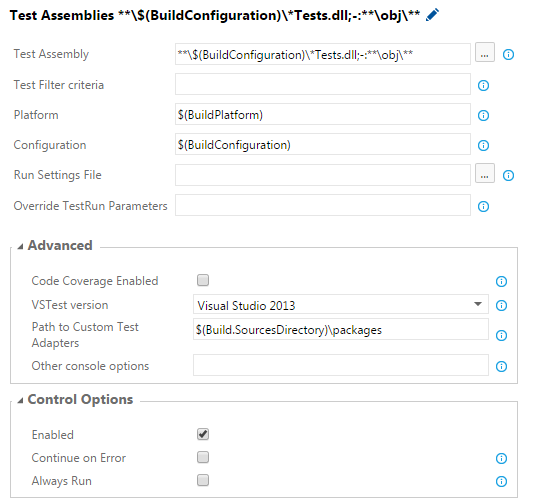 Test Assemblies **\$(BuildConfiguration)\*Tests.dll;-:**\obj\**
Test Assembly **\$(BuildConfiguration)\*Tests.dll;-:**\obj\** ...
Test Filter criteria
Platform $(BuildPlatform)
Configuration $(BuildConfiguration)
Run Settings File ...
Override TestRun Parameters
Advanced
Code Coverage Enabled
VSTest version Visual Studio 2013
Path to Custom Test $(Build.SourcesDirectory)\packages
Adapters
Other console options
Control Options
Enabled
Continue on Error
Always Run